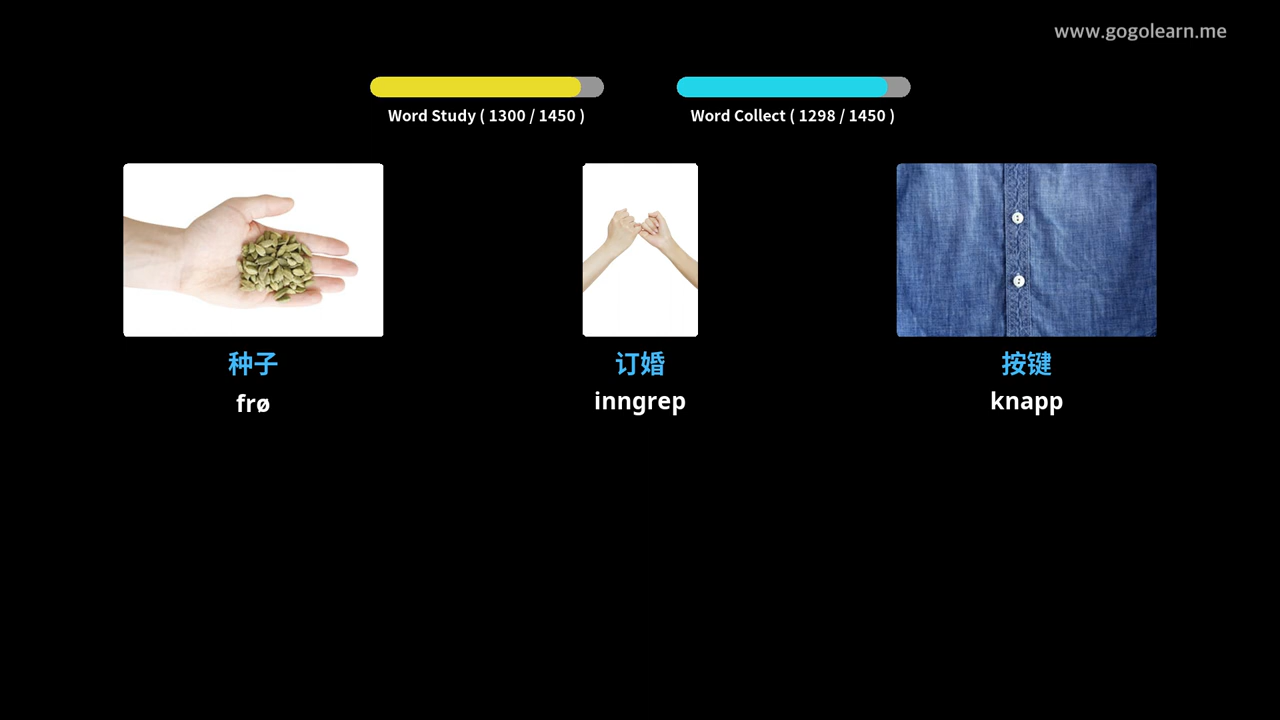 www.gogolearn.me
Word Study ( 1300 / 1450 )
Word Collect ( 1298 / 1450 )
种子
frø
订婚
inngrep
按键
knapp